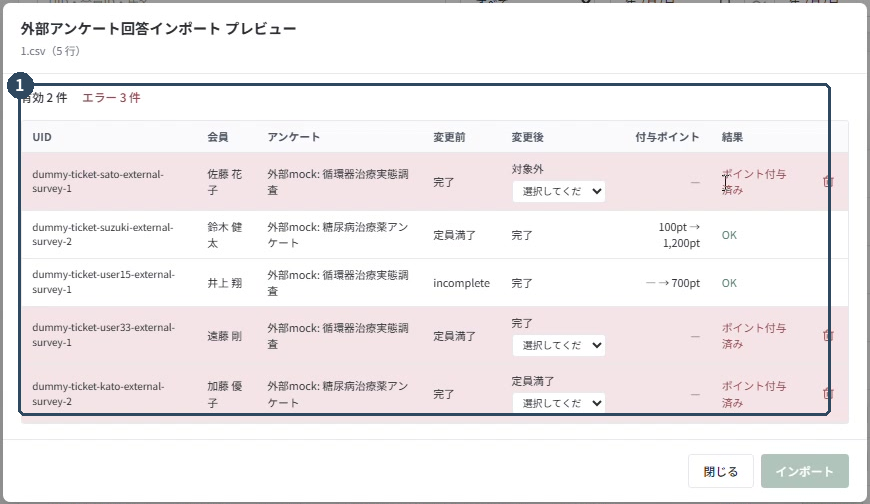 外部アンケート回答インポート プレビュー
1.csv（5 行）
1
有効 2 件 エラー 3 件
UID 会員 アンケート 変更前 変更後 付与ポイント 結果
dummy-ticket-sato-external-
survey-1
佐藤 花
子
外部mock: 循環器治療実態調
査
完了
対象外
選択してくだ
—
ポイント付与
済み
dummy-ticket-suzuki-external-
survey-2
鈴木 健
太
外部mock: 糖尿病治療薬アン
ケート
定員満了
完了
100pt →
1,200pt
OK
dummy-ticket-user15-external-
survey-1
井上 翔
外部mock: 循環器治療実態調
査
incomplete
完了
— → 700pt
OK
dummy-ticket-user33-external-
survey-1
遠藤 剛
外部mock: 循環器治療実態調
査
定員満了
完了
選択してくだ
—
ポイント付与
済み
dummy-ticket-kato-external-
survey-2
加藤 優
子
外部mock: 糖尿病治療薬アン
ケート
完了
定員満了
選択してくだ
—
ポイント付与
済み
閉じる
インポート